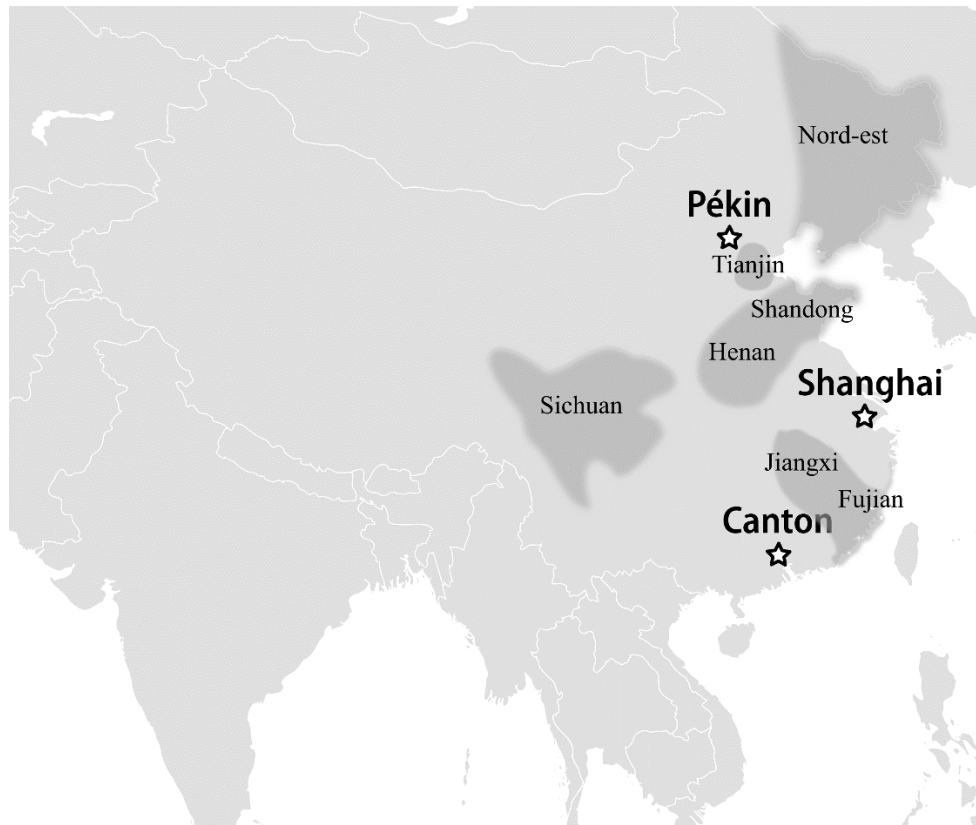 Nord-est
Pékin
Tianjin
Shandong
Henan
Shanghai
Sichuan
Jiangxi
Fujian
Canton